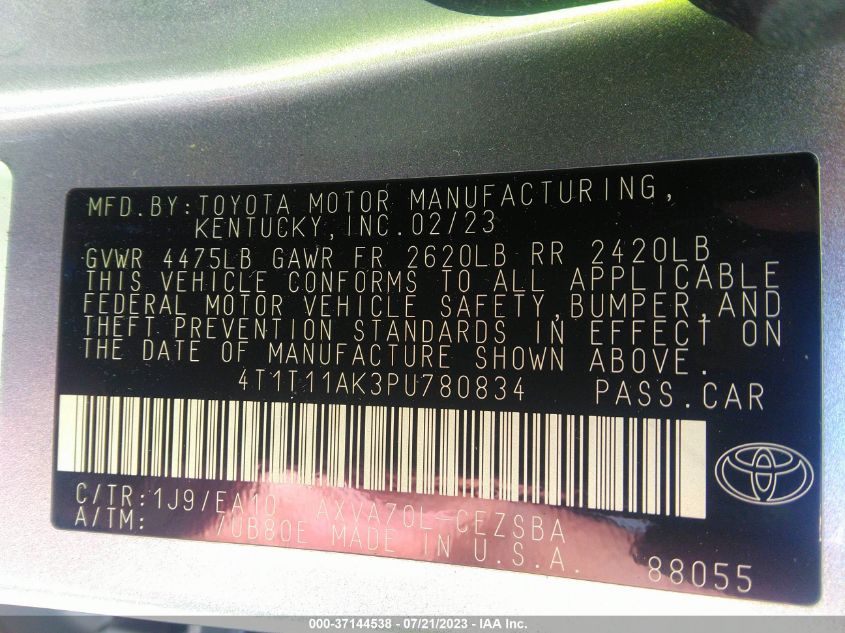 MFD.BY:TOYOTA MOTOR MANUFACTURING,
KENTUCKY,INC.02/23
GVWR 4475LB GAWR FR 2620LB RR 2420LB
THIS VEHICLE CONFORMS TO ALL APPLICABLE
FEDERAL MOTOR VEHICLE SAFETY,BUMPER,AND
THEFT PREVENTION STANDARDS IN EFFECT ON
THE DATE OF MANUFACTURE SHOWN ABOVE.
4T1T11AK3PU780834 PASS.CAR
C/TR:1J9/EA10 AXVA70L-CEZSBA
A/TM: /UB80E MADE IN U.S.A.
88055
000-37144538 - 07/21/2023 - IAA Inc.